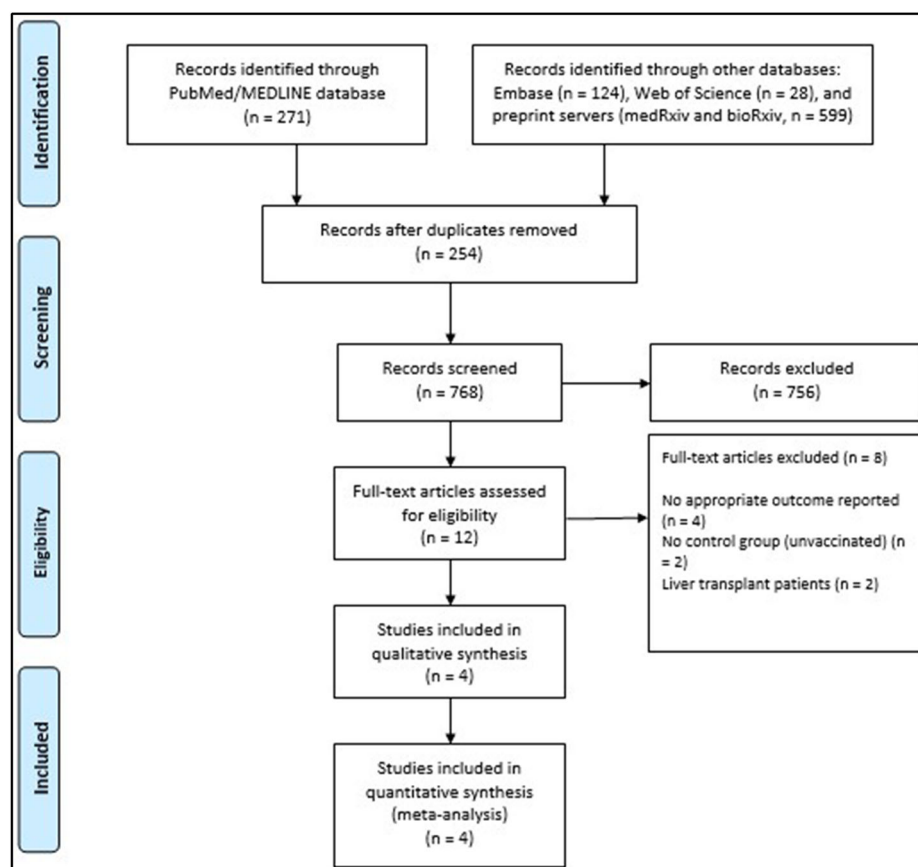 Identification
Records identified through
PubMed/MEDLINE database
(n = 271)
Records identified through other databases:
Embase (n = 124), Web of Science (n = 28), and
preprint servers (medRxiv and bioRxiv, n = 599)
Records after duplicates removed
(n = 254)
Screening
Records screened
(n = 768)
Records excluded
(n = 756)
Eligibility
Full-text articles assessed
for eligibility
(n = 12)
Full-text articles excluded (n = 8)
No appropriate outcome reported
(n = 4)
No control group (unvaccinated) (n
= 2)
Liver transplant patients (n = 2)
Studies included in
qualitative synthesis
(n = 4)
Included
Studies included in
quantitative synthesis
(meta-analysis)
(n = 4)